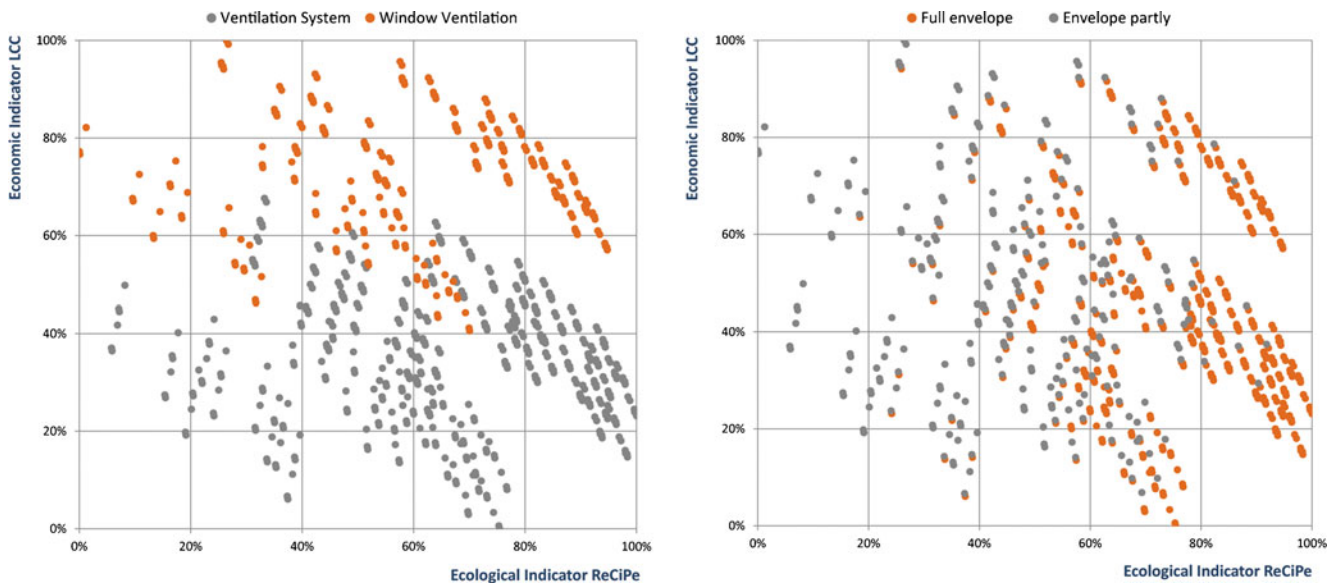 Ventilation System Window Ventilation
Economic Indicator LCC
100%
80%
60%
40%
20%
0%
0% 20% 40% 60% 80% 100%
Ecological Indicator ReCiPe
Full envelope Envelope partly
Economic Indicator LCC
100%
80%
60%
40%
20%
0%
0% 20% 40% 60% 80% 100%
Ecological Indicator ReCiPe